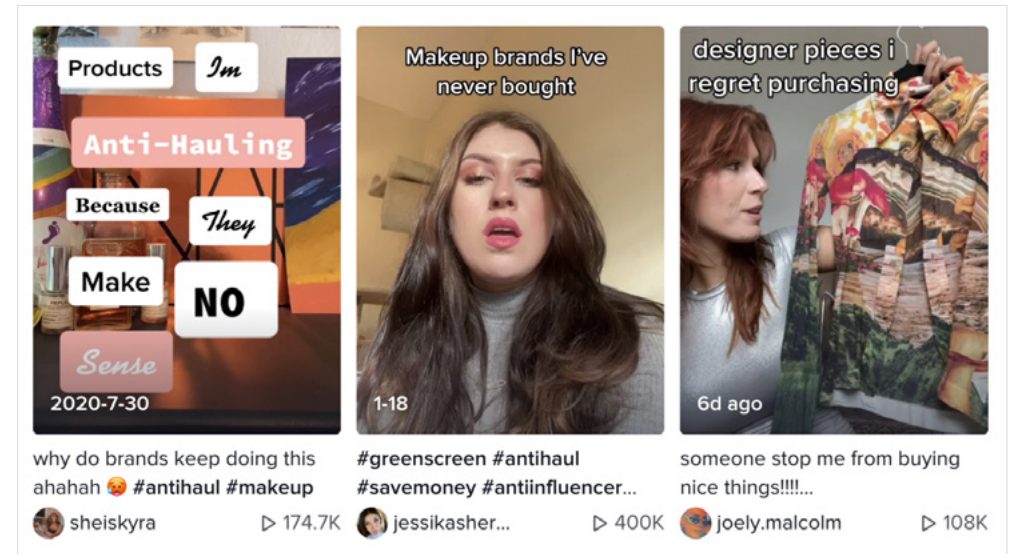 Products Im
Anti-Hauling
Because They
Make NO
Sense
2020-7-30
why do brands keep doing this
ahahah 🥵 #antihaul #makeup
sheiskyra 174.7K
Makeup brands I've
never bought
1-18
#greenscreen #antihaul
#savemoney #antiinfluencer...
jessikasher... 400K
designer pieces i
regret purchasing
6d ago
someone stop me from buying
nice things!!!!...
joely.malcolm 108K